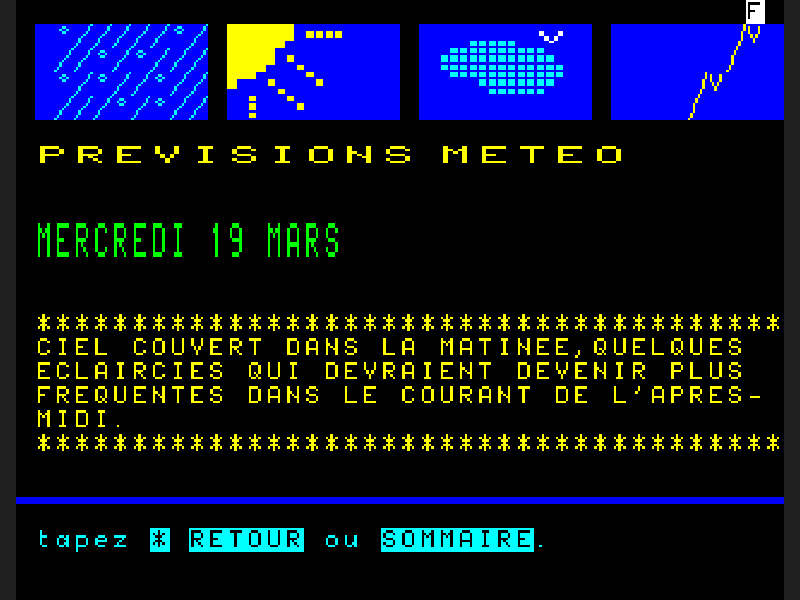 F
PREVISIONS METEO
MERCREDI 19 MARS
***************************************
CIEL COUVERT DANS LA MATINEE,QUELQUES
ECLAIRCIES QUI DEVRAIENT DEVENIR PLUS
FREQUENTES DANS LE COURANT DE L'APRES-
MIDI.
***************************************
tapez * RETOUR ou SOMMAIRE.